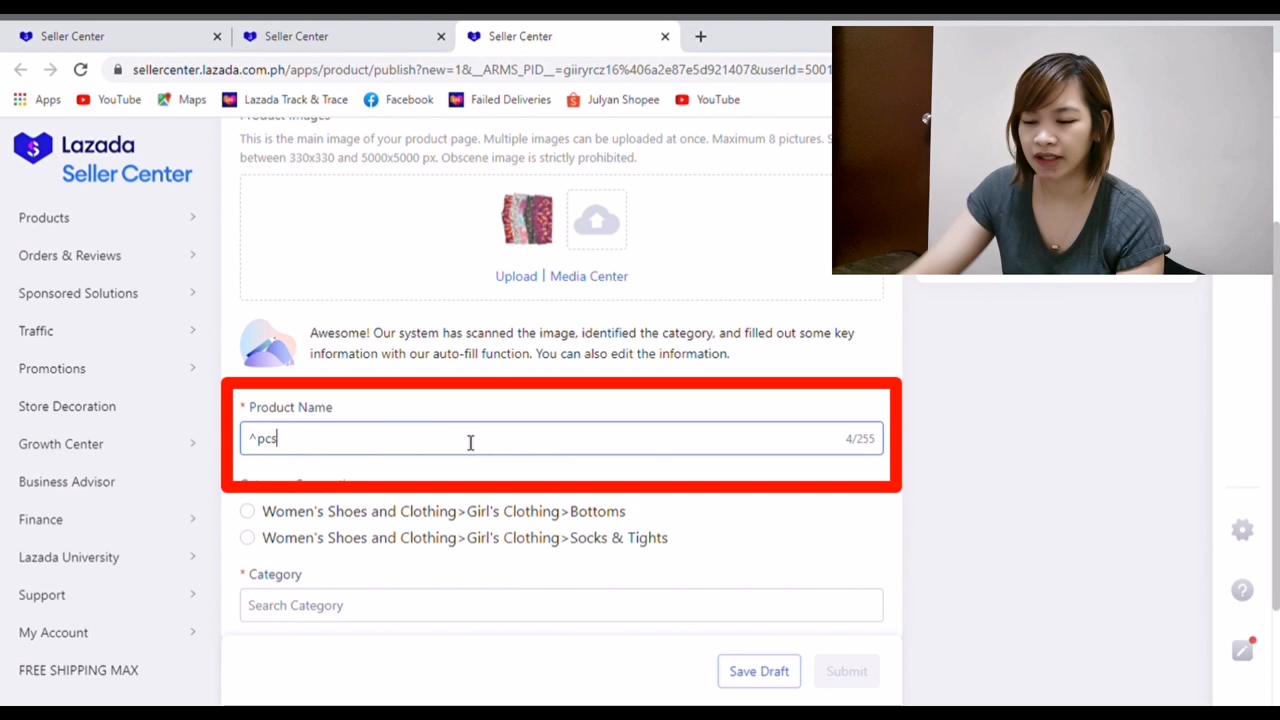 Seller Center
Seller Center
Seller Center
sellercenter.lazada.com.ph/apps/product/publish?new=1&__ARMS_PID__=giiryrcz16%406a2e87e5d921407&userId=5001
Apps
YouTube
Maps
Lazada Track & Trace
Facebook
Failed Deliveries
Julyan Shopee
YouTube
Lazada
Seller Center
Products
Orders & Reviews
Sponsored Solutions
Traffic
Promotions
Store Decoration
Growth Center
Business Advisor
Finance
Lazada University
Support
My Account
FREE SHIPPING MAX
Product Images
This is the main image of your product page. Multiple images can be uploaded at once. Maximum 8 pictures. S
between 330x330 and 5000x5000 px. Obscene image is strictly prohibited.
Upload | Media Center
Awesome! Our system has scanned the image, identified the category, and filled out some key
information with our auto-fill function. You can also edit the information.
* Product Name
^pcs
4/255
Women's Shoes and Clothing>Girl's Clothing>Bottoms
Women's Shoes and Clothing>Girl's Clothing>Socks & Tights
* Category
Search Category
Save Draft
Submit